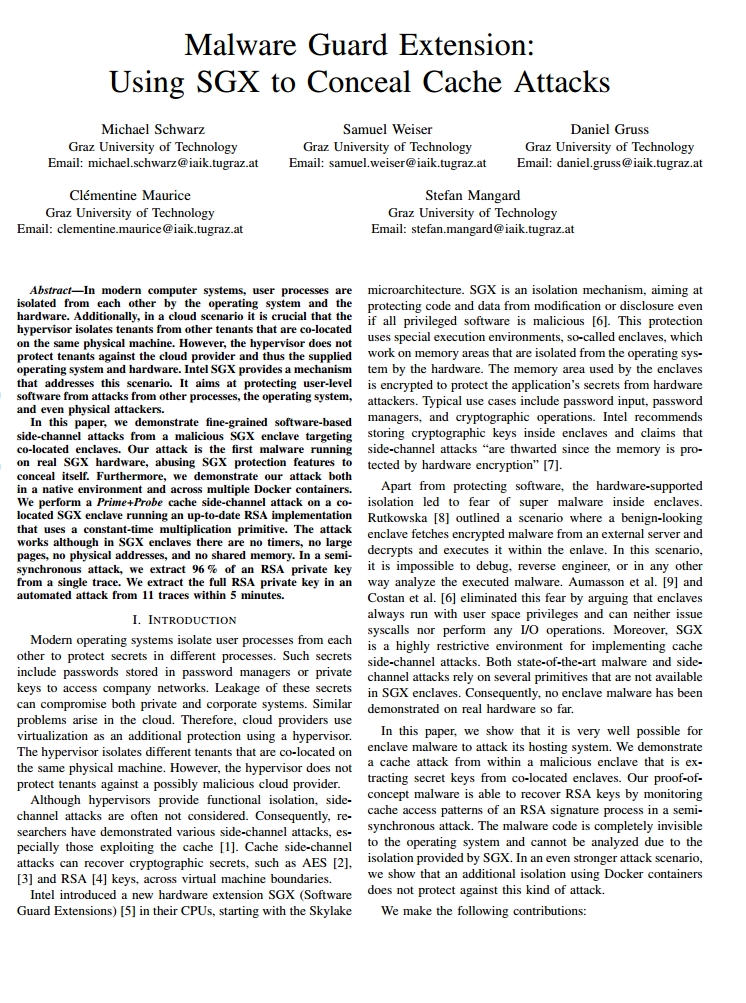 Malware Guard Extension:
Using SGX to Conceal Cache Attacks
Michael Schwarz
Graz University of Technology
Email: michael.schwarz@iaik.tugraz.at
Samuel Weiser
Graz University of Technology
Email: samuel.weiser@iaik.tugraz.at
Daniel Gruss
Graz University of Technology
Email: daniel.gruss@iaik.tugraz.at
Clémentine Maurice
Graz University of Technology
Email: clementine.maurice@iaik.tugraz.at
Stefan Mangard
Graz University of Technology
Email: stefan.mangard@iaik.tugraz.at
Abstract—In modern computer systems, user processes are
isolated from each other by the operating system and the
hardware. Additionally, in a cloud scenario it is crucial that the
hypervisor isolates tenants from other tenants that are co-located
on the same physical machine. However, the hypervisor does not
protect tenants against the cloud provider and thus the supplied
operating system and hardware. Intel SGX provides a mechanism
that addresses this scenario. It aims at protecting user-level
software from attacks from other processes, the operating system,
and even physical attackers.
In this paper, we demonstrate fine-grained software-based
side-channel attacks from a malicious SGX enclave targeting
co-located enclaves. Our attack is the first malware running
on real SGX hardware, abusing SGX protection features to
conceal itself. Furthermore, we demonstrate our attack both
in a native environment and across multiple Docker containers.
We perform a Prime+Probe cache side-channel attack on a co-
located SGX enclave running an up-to-date RSA implementation
that uses a constant-time multiplication primitive. The attack
works although in SGX enclaves there are no timers, no large
pages, no physical addresses, and no shared memory. In a semi-
synchronous attack, we extract 96 % of an RSA private key
from a single trace. We extract the full RSA private key in an
automated attack from 11 traces within 5 minutes.
I. INTRODUCTION
Modern operating systems isolate user processes from each
other to protect secrets in different processes. Such secrets
include passwords stored in password managers or private
keys to access company networks. Leakage of these secrets
can compromise both private and corporate systems. Similar
problems arise in the cloud. Therefore, cloud providers use
virtualization as an additional protection using a hypervisor.
The hypervisor isolates different tenants that are co-located on
the same physical machine. However, the hypervisor does not
protect tenants against a possibly malicious cloud provider.
Although hypervisors provide functional isolation, side-
channel attacks are often not considered. Consequently, re-
searchers have demonstrated various side-channel attacks, es-
pecially those exploiting the cache [1]. Cache side-channel
attacks can recover cryptographic secrets, such as AES [2],
[3] and RSA [4] keys, across virtual machine boundaries.
Intel introduced a new hardware extension SGX (Software
Guard Extensions) [5] in their CPUs, starting with the Skylake
microarchitecture. SGX is an isolation mechanism, aiming at
protecting code and data from modification or disclosure even
if all privileged software is malicious [6]. This protection
uses special execution environments, so-called enclaves, which
work on memory areas that are isolated from the operating sys-
tem by the hardware. The memory area used by the enclaves
is encrypted to protect the application's secrets from hardware
attackers. Typical use cases include password input, password
managers, and cryptographic operations. Intel recommends
storing cryptographic keys inside enclaves and claims that
side-channel attacks “are thwarted since the memory is pro-
tected by hardware encryption” [7].
Apart from protecting software, the hardware-supported
isolation led to fear of super malware inside enclaves.
Rutkowska [8] outlined a scenario where a benign-looking
enclave fetches encrypted malware from an external server and
decrypts and executes it within the enlave. In this scenario,
it is impossible to debug, reverse engineer, or in any other
way analyze the executed malware. Aumasson et al. [9] and
Costan et al. [6] eliminated this fear by arguing that enclaves
always run with user space privileges and can neither issue
syscalls nor perform any I/O operations. Moreover, SGX
is a highly restrictive environment for implementing cache
side-channel attacks. Both state-of-the-art malware and side-
channel attacks rely on several primitives that are not available
in SGX enclaves. Consequently, no enclave malware has been
demonstrated on real hardware so far.
In this paper, we show that it is very well possible for
enclave malware to attack its hosting system. We demonstrate
a cache attack from within a malicious enclave that is ex-
tracting secret keys from co-located enclaves. Our proof-of-
concept malware is able to recover RSA keys by monitoring
cache access patterns of an RSA signature process in a semi-
synchronous attack. The malware code is completely invisible
to the operating system and cannot be analyzed due to the
isolation provided by SGX. In an even stronger attack scenario,
we show that an additional isolation using Docker containers
does not protect against this kind of attack.
We make the following contributions: